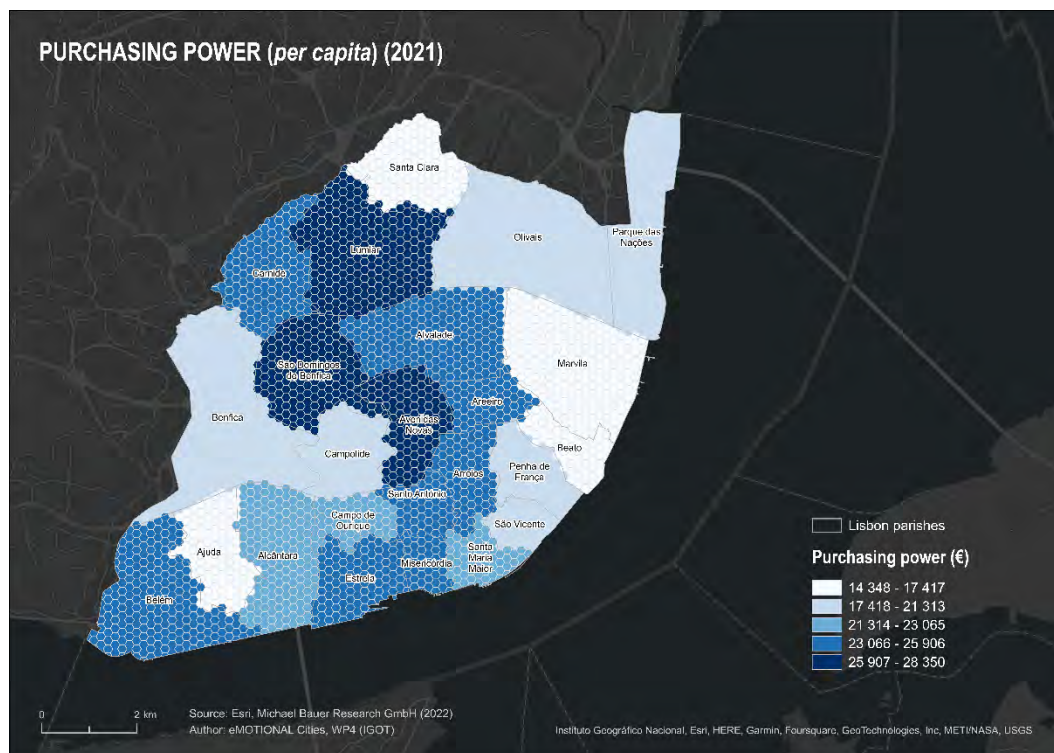 PURCHASING POWER (per capita) (2021)
Santa Clara
Parque das
Nações
Olivais
Lumiar
Carnide
Alvalade
Marvila
São Domingos
de Benfica
Areeiro
Benfica
Avenidas
Novas
Beato
Campolide
Arroios
Penha de
França
Santo António
Campo de
Ourique
São Vicente
Ajuda
Alcântara
Santa
Maria
Maior
Misericórdia
Estrela
Belém
Lisbon parishes
Purchasing power (€)
14 348 - 17 417
17 418 - 21 313
21 314 - 23 065
23 066 - 25 906
25 907 - 28 350
0 2 km
Source: Esri, Michael Bauer Research GmbH (2022)
Author: eMOTIONAL Cities, WP4 (IGOT)
Instituto Geográfico Nacional, Esri, HERE, Garmin, Foursquare, GeoTechnologies, Inc, METI/NASA, USGS